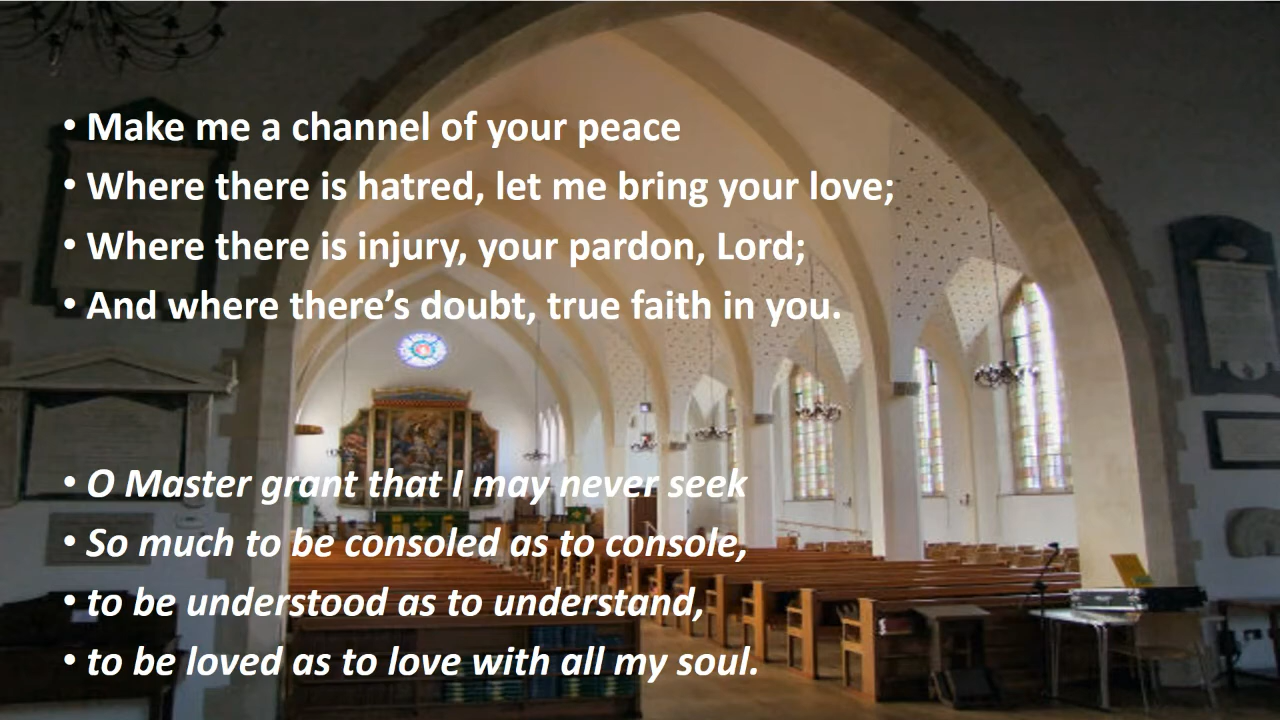 • Make me a channel of your peace
• Where there is hatred, let me bring your love;
• Where there is injury, your pardon, Lord;
• And where there’s doubt, true faith in you.
• O Master grant that I may never seek
• So much to be consoled as to console,
• to be understood as to understand,
• to be loved as to love with all my soul.